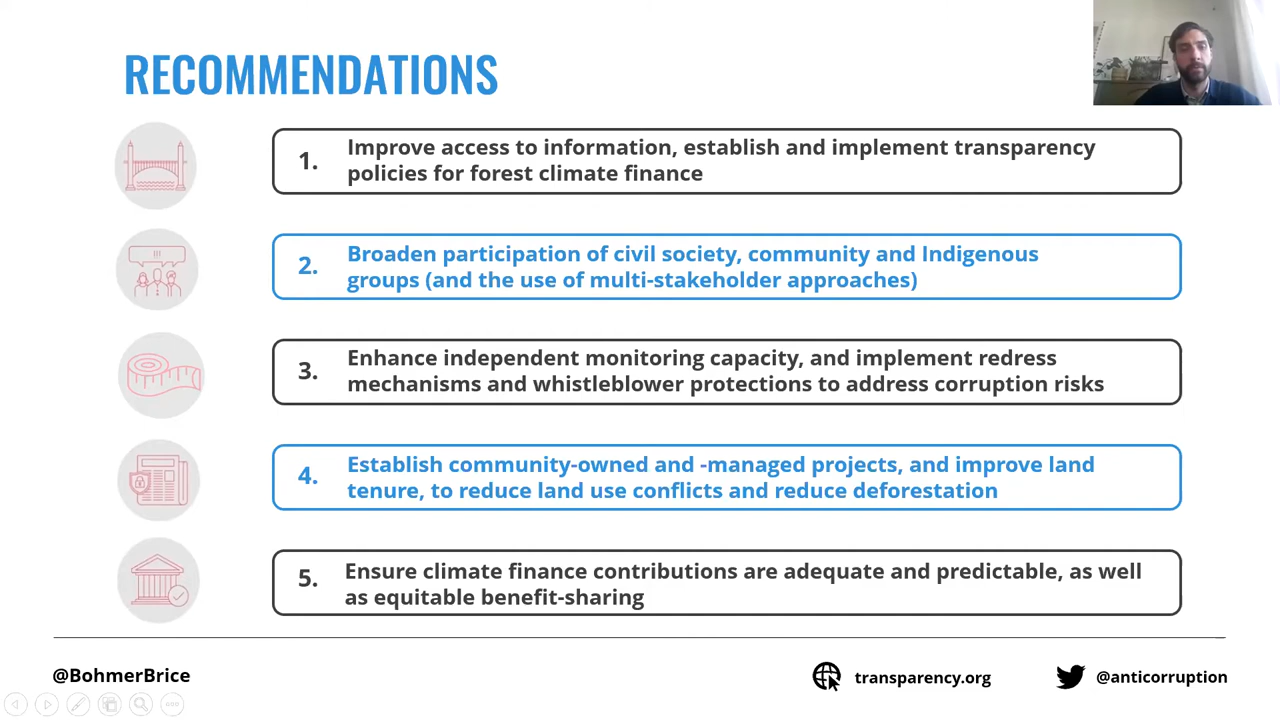 RECOMMENDATIONS
1.
Improve access to information, establish and implement transparency
policies for forest climate finance
2.
Broaden participation of civil society, community and Indigenous
groups (and the use of multi-stakeholder approaches)
3.
Enhance independent monitoring capacity, and implement redress
mechanisms and whistleblower protections to address corruption risks
4.
Establish community-owned and -managed projects, and improve land
tenure, to reduce land use conflicts and reduce deforestation
5.
Ensure climate finance contributions are adequate and predictable, as well
as equitable benefit-sharing
@BohmerBrice
transparency.org
@anticorruption